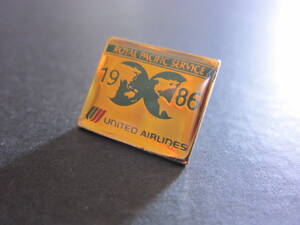 ROYAL PACIFIC SERVICE
19 86
UNITED AIRLINES